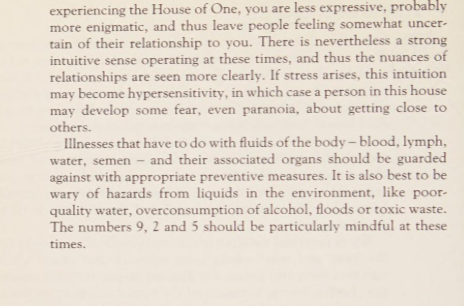 experiencing the House of One, you are less expressive, probably
more enigmatic, and thus leave people feeling somewhat uncer-
tain of their relationship to you. There is nevertheless a strong
intuitive sense operating at these times, and thus the nuances of
relationships are seen more clearly. If stress arises, this intuition
may become hypersensitivity, in which case a person in this house
may develop some fear, even paranoia, about getting close to
others.
Illnesses that have to do with fluids of the body – blood, lymph,
water, semen – and their associated organs should be guarded
against with appropriate preventive measures. It is also best to be
wary of hazards from liquids in the environment, like poor-
quality water, overconsumption of alcohol, floods or toxic waste.
The numbers 9, 2 and 5 should be particularly mindful at these
times.